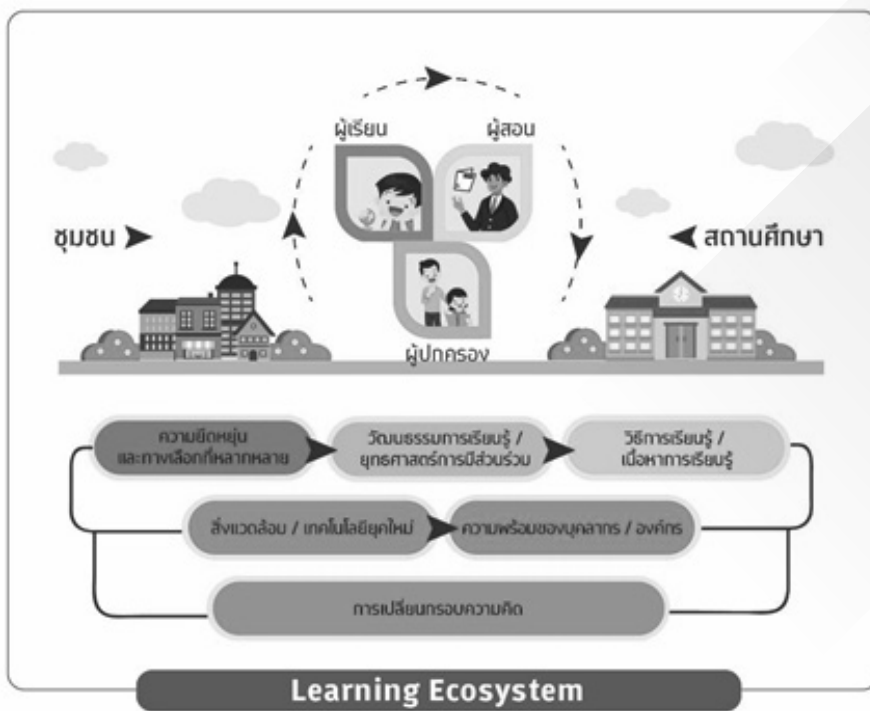 ผู้เรียน
ผู้สอน
ชุมชน
สถานศึกษา
ผู้ปกครอง
ความยืดหยุ่น
และทางเลือกที่หลากหลาย
วัฒนธรรมการเรียนรู้ /
ยุทธศาสตร์การมีส่วนร่วม
วิธีการเรียนรู้ /
เนื้อหาการเรียนรู้
สิ่งแวดล้อม / เทคโนโลยียุคใหม่
ความพร้อมของบุคลากร / องค์กร
การเปลี่ยนกรอบความคิด
Learning Ecosystem